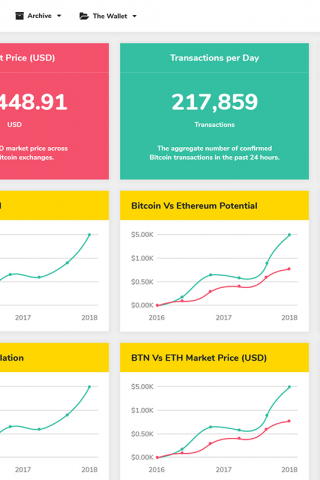 Archive The Wallet
t Price (USD)
448.91
USD
D market price across
itcoin exchanges.
Transactions per Day
217,859
Transactions
The aggregate number of confirmed
Bitcoin transactions in the past 24 hours.
2017 2018
Bitcoin Vs Ethereum Potential
$5.00K
$1.00K
$0.50K
$0.00K
2016 2017 2018
lation
2017 2018
BTN Vs ETH Market Price (USD)
$5.00K
$1.00K
$0.50K
$0.00K
2016 2017 2018